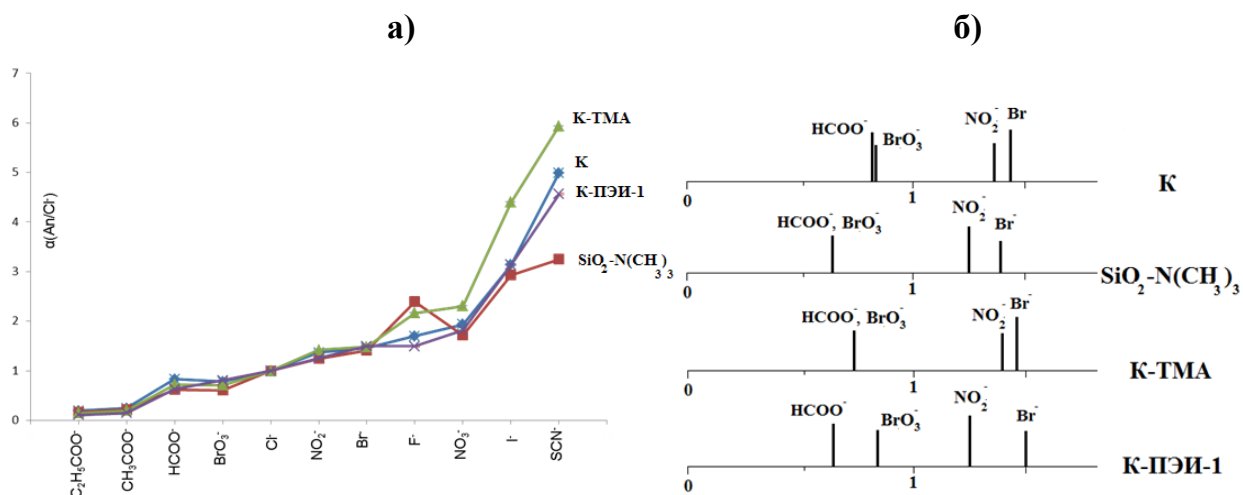 а)
7
6
5
4
3
2
1
0
α(An/Cl-)
К-ТМА
К
К-ПЭИ-1
SiO2-N(CH3)3
C2H5COO-
CH3COO-
HCOO-
BrO3-
Cl-
NO2-
Br-
F-
NO3-
I-
SCN-
б)
HCOO-
BrO3-
NO2-
Br-
0
1
К
HCOO-, BrO3-
NO2-
Br-
0
1
SiO2-N(CH3)3
HCOO-, BrO3-
NO2-
Br-
0
1
К-ТМА
HCOO-
BrO3-
NO2-
Br-
0
1
К-ПЭИ-1